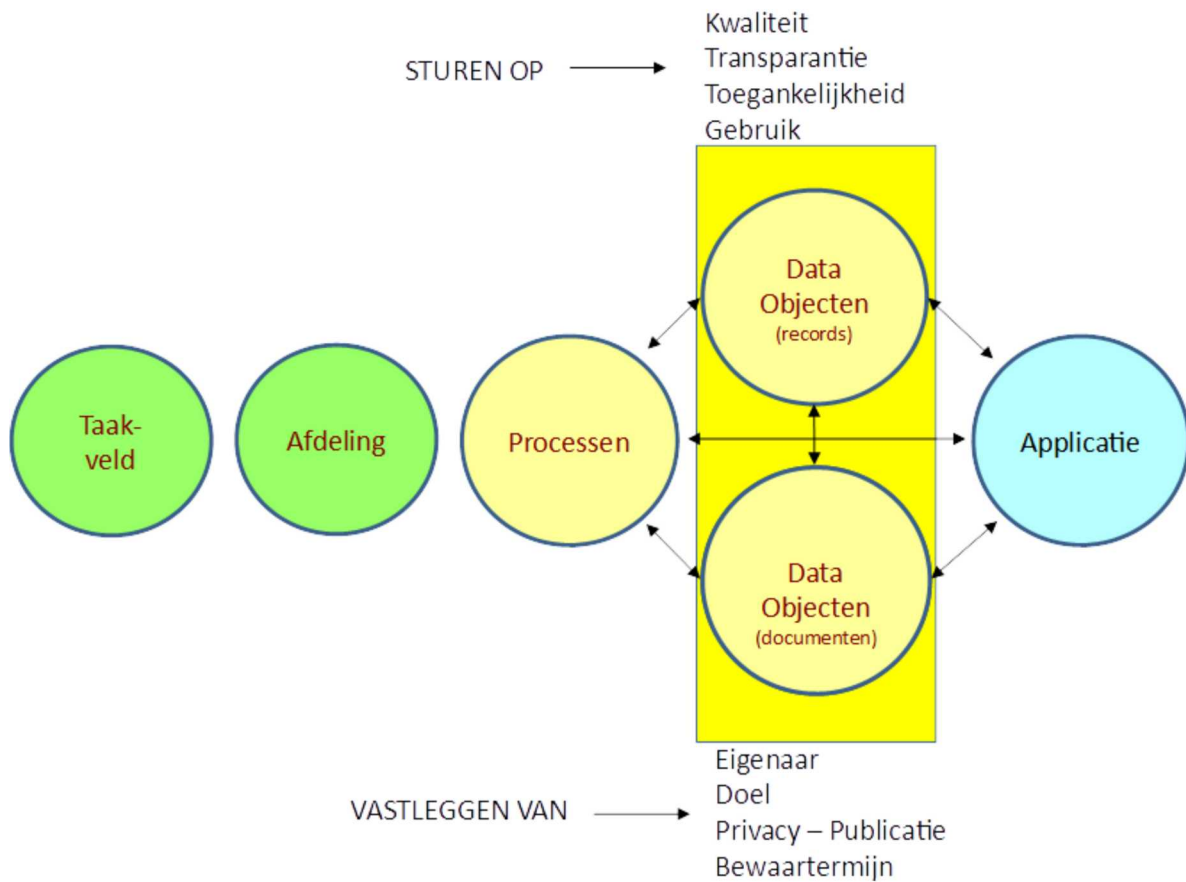 Kwaliteit
STUREN OP
Transparantie
Toegankelijkheid
Gebruik
Data
Objecten
(records)
Taak-
veld
Afdeling
Processen
Applicatie
Data
Objecten
(documenten)
Eigenaar
Doel
VASTLEGGEN VAN
Privacy – Publicatie
Bewaartermijn